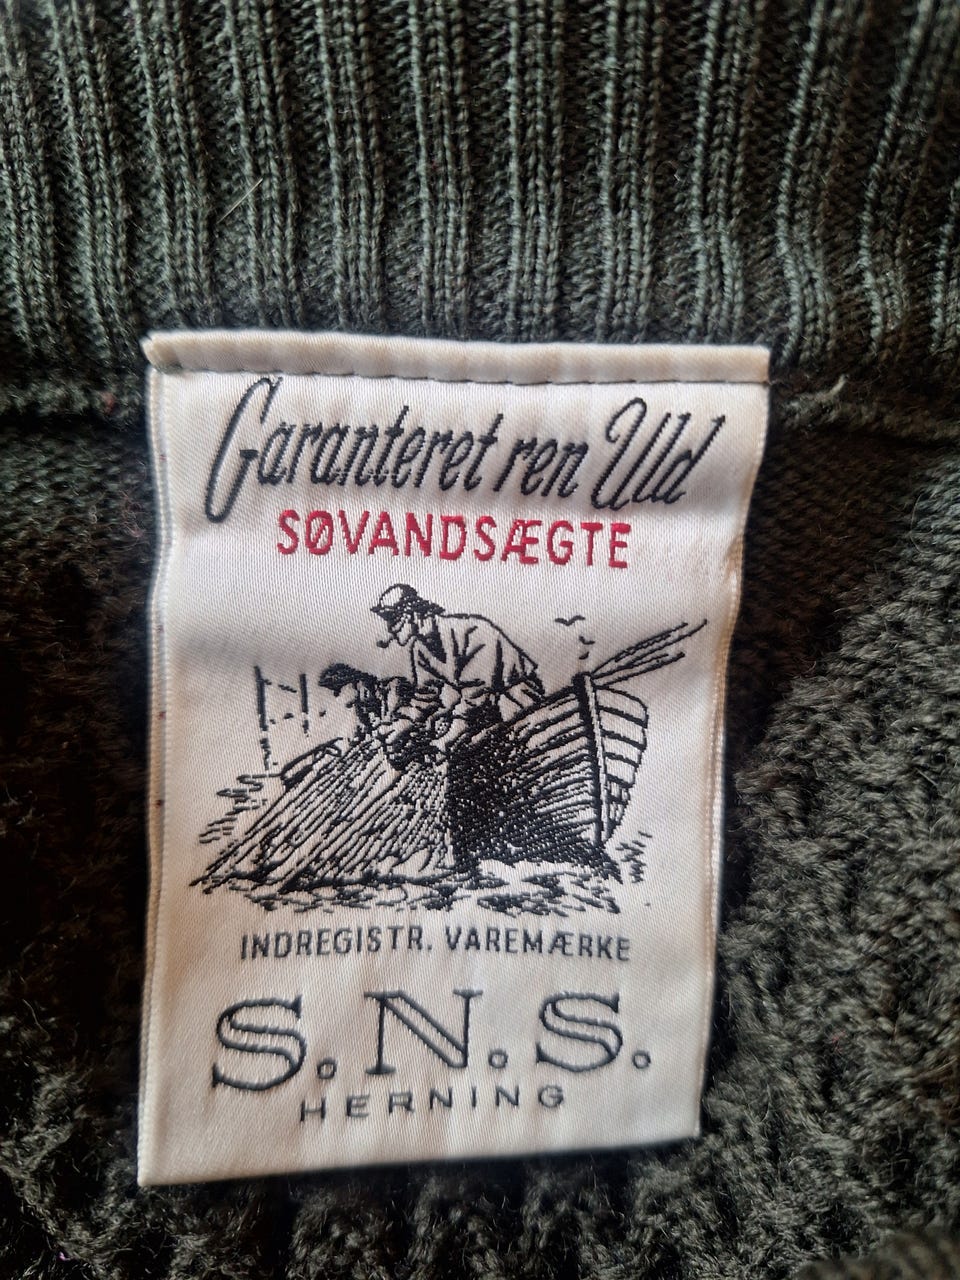 Garanteret ren Uld
SØVANDSÆGTE
INDREGISTR. VAREMÆRKE
S.N.S.
HERNING